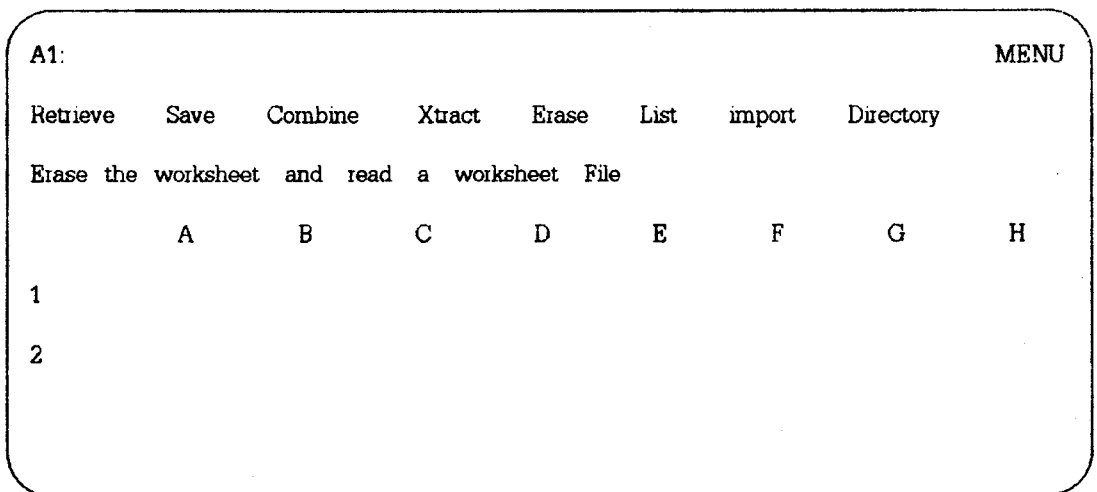 A1: MENU
Retrieve Save Combine Xtract Erase List import Directory
Erase the worksheet and read a worksheet File
A B C D E F G H
1
2